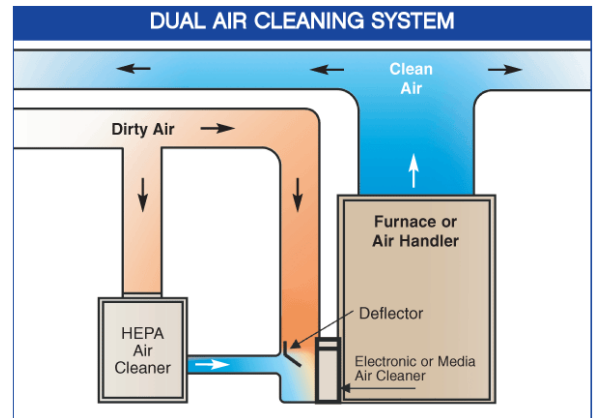 DUAL AIR CLEANING SYSTEM
Clean
Air
Dirty Air
Furnace or
Air Handler
Deflector
HEPA
Air
Cleaner
Electronic or Media
Air Cleaner